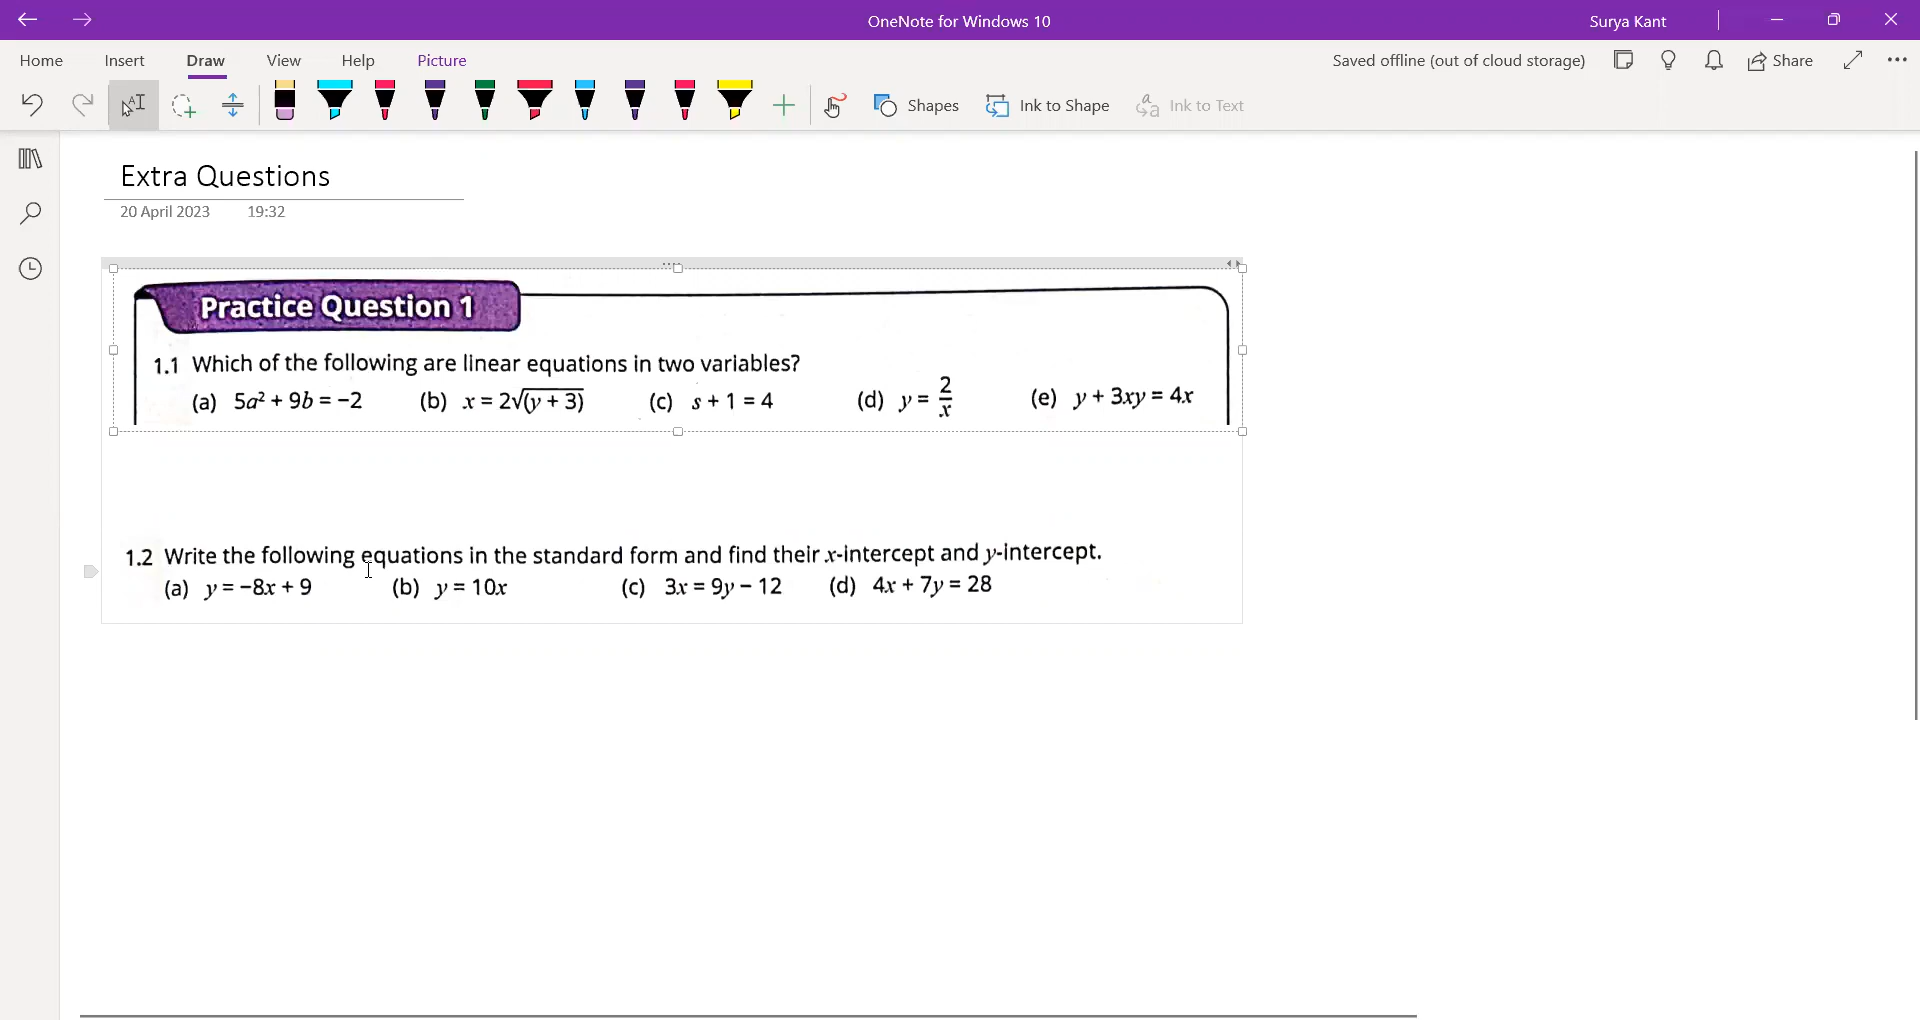 OneNote for Windows 10
Surya Kant
Home Insert Draw View Help Picture
Saved offline (out of cloud storage)
Share
Shapes Ink to Shape Ink to Text
Extra Questions
20 April 2023 19:32
Practice Question 1
1.1 Which of the following are linear equations in two variables?
(a) 5a² + 9b = −2 (b) x = 2√(y + 3) (c) s + 1 = 4 (d) y = 2/x (e) y + 3xy = 4x
1.2 Write the following equations in the standard form and find their x-intercept and y-intercept.
(a) y = −8x + 9 (b) y = 10x (c) 3x = 9y − 12 (d) 4x + 7y = 28